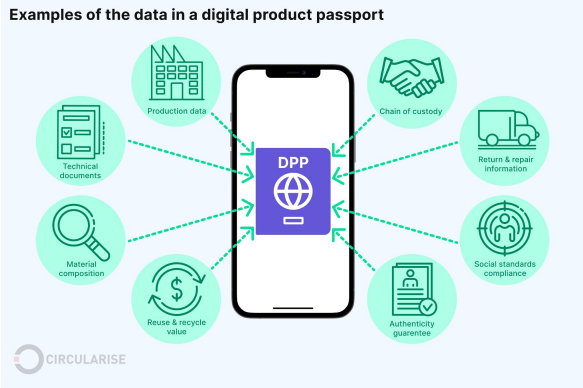 Examples of the data in a digital product passport
Production data
Chain of custody
Technical
documents
DPP
Return & repair
information
Material
composition
Social standards
compliance
Reuse & recycle
value
Authenticity
guarentee
CIRCULARISE